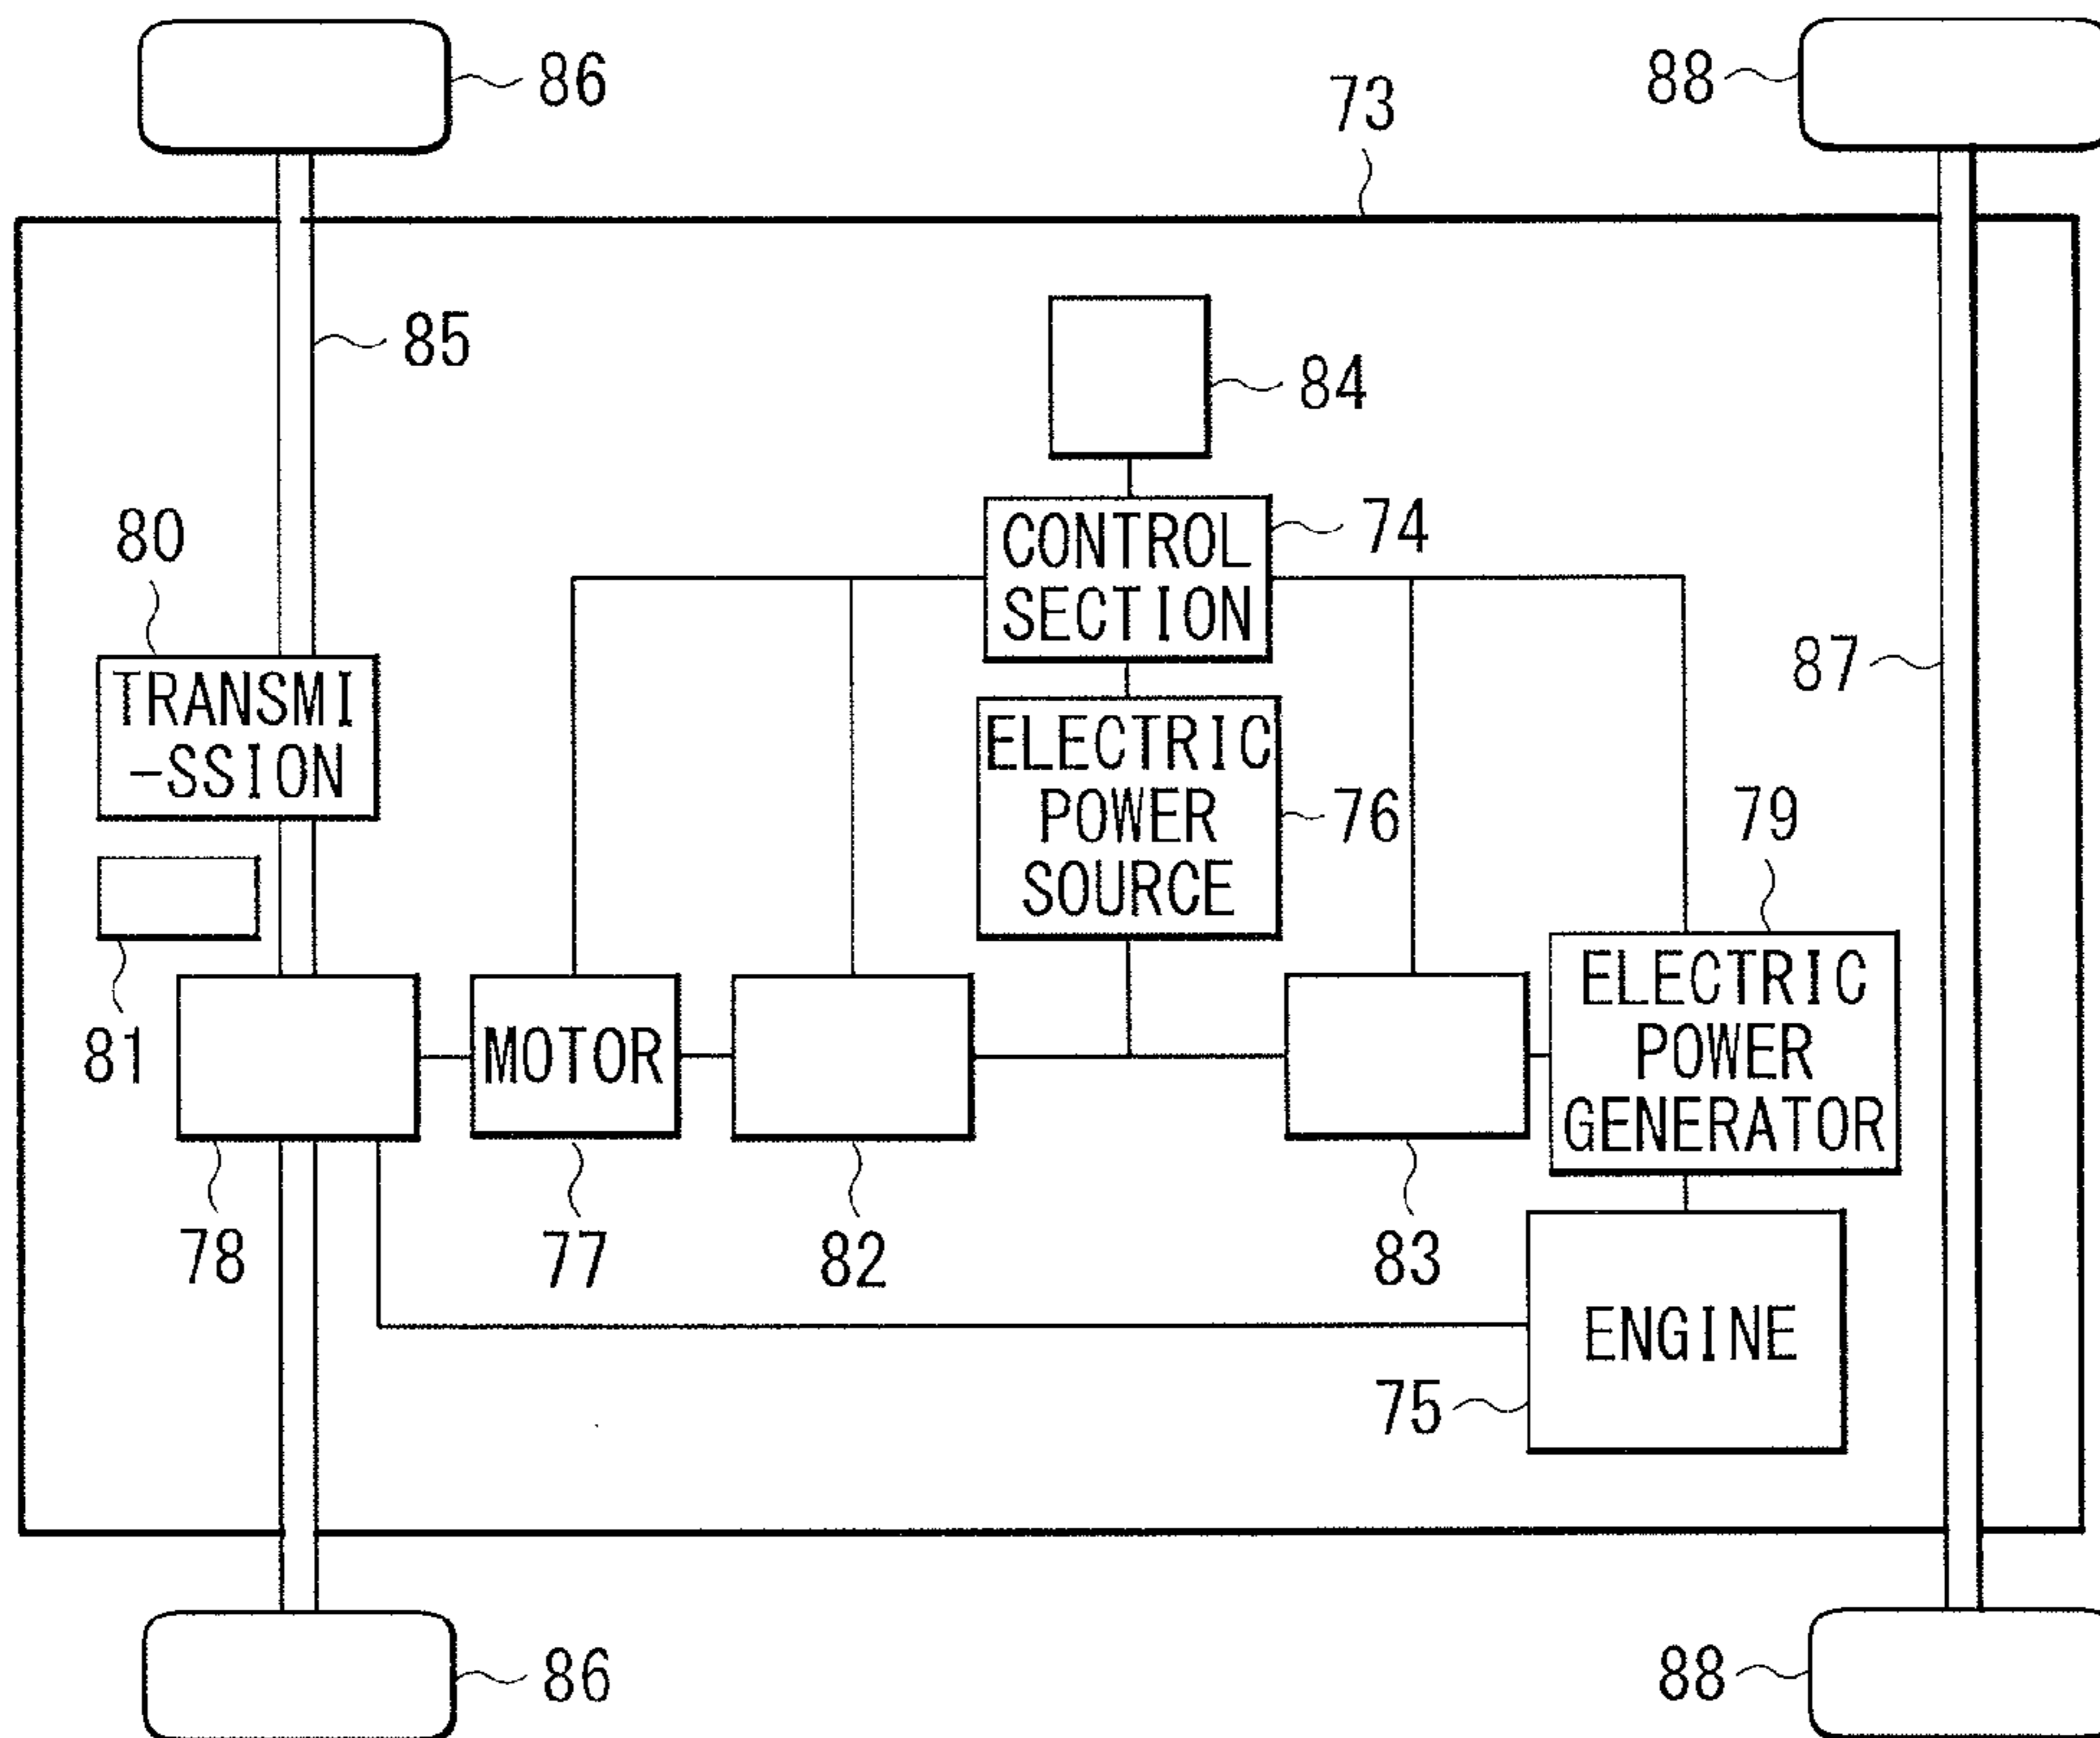 86
88
73
85
84
80
CONTROL
SECTION
74
TRANSMI
-SSION
87
ELECTRIC
POWER
SOURCE
76
79
81
MOTOR
ELECTRIC
POWER
GENERATOR
78
77
82
83
ENGINE
75
86
88